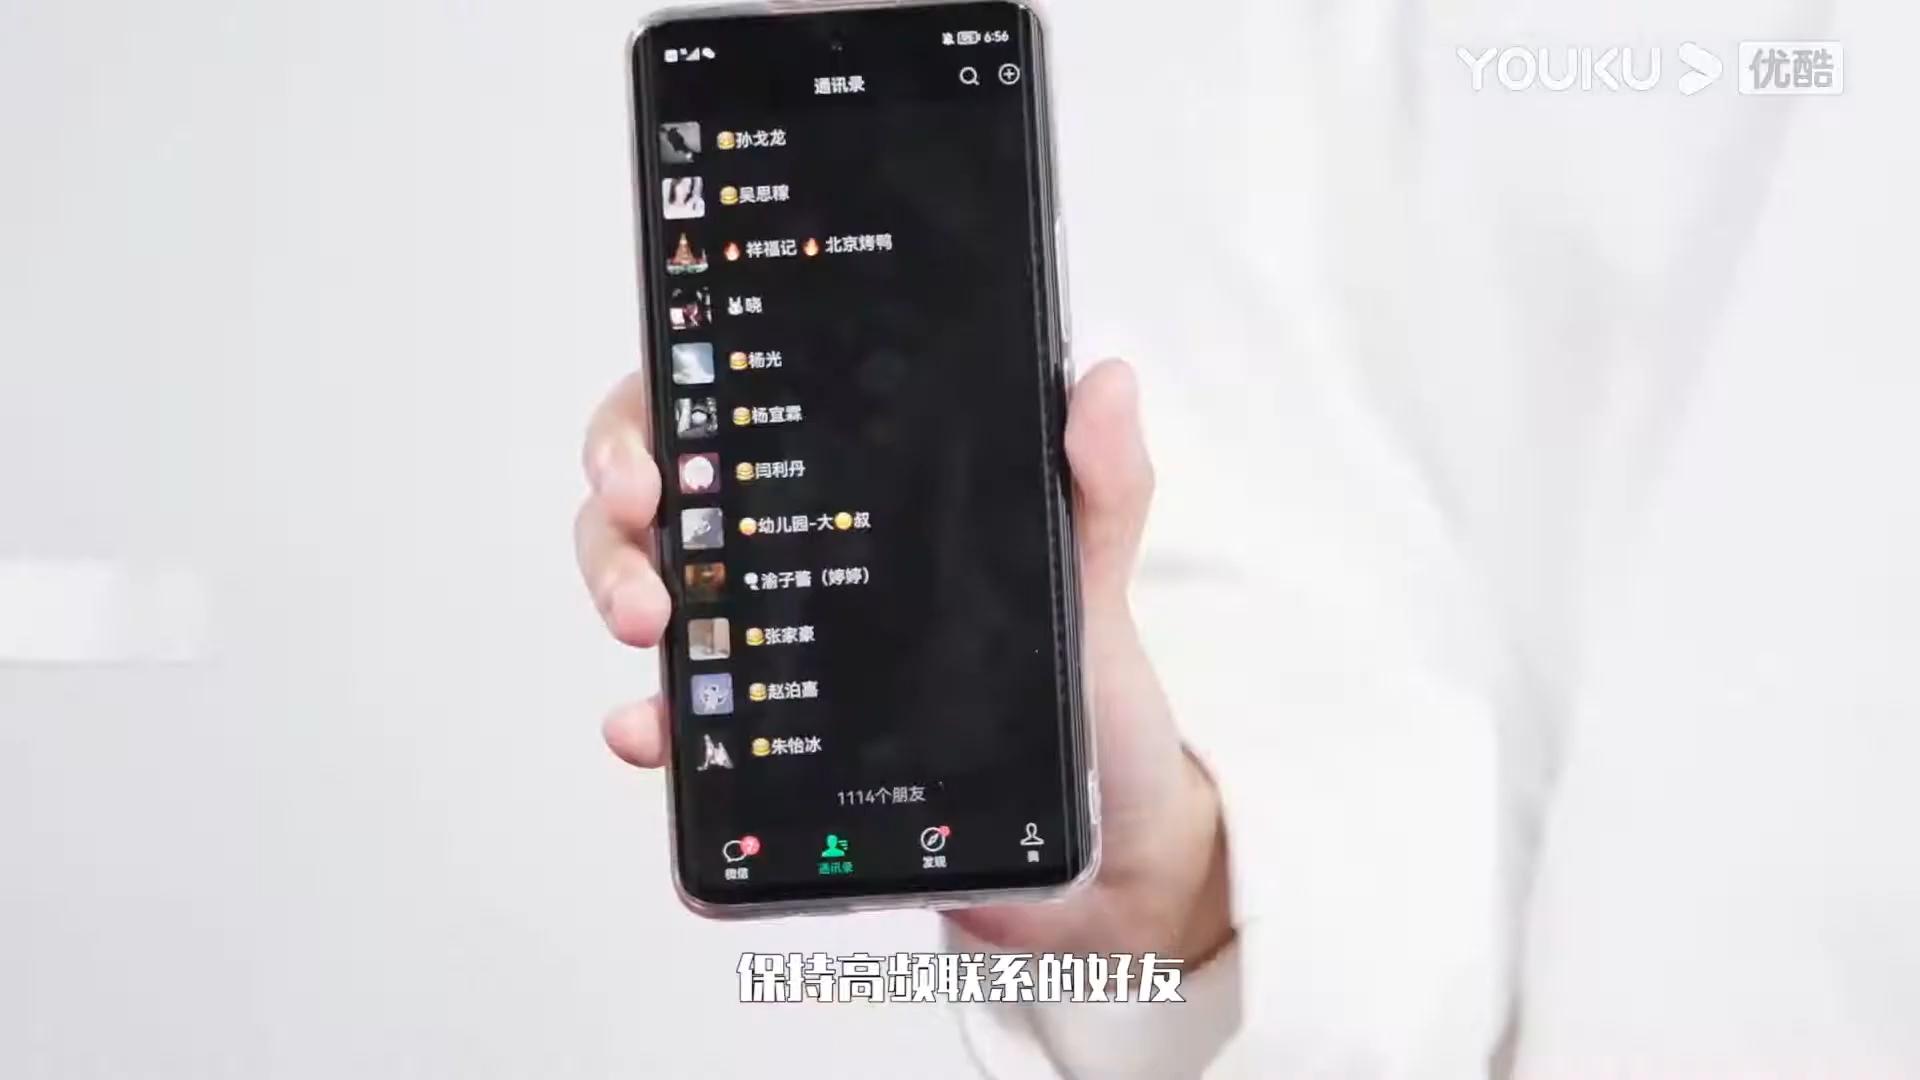 YOUKU 优酷
6:56
通讯录
孙戈龙
吴思稼
祥福记 北京烤鸭
晓
杨光
杨宜霖
闫利丹
幼儿园-大叔
渝子酱（婷婷）
张家豪
赵泊嘉
朱怡冰
1114个朋友
7
微信
通讯录
发现
我
保持高频联系的好友